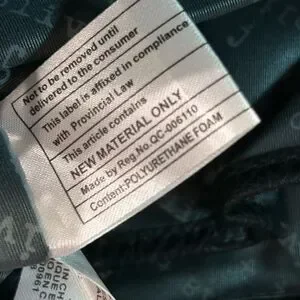 Not to be removed until
delivered to the consumer
This label is affixed in compliance
with Provincial Law
This article contains
NEW MATERIAL ONLY
Made by Reg.No.QC-006110
Content:POLYURETHANE FOAM